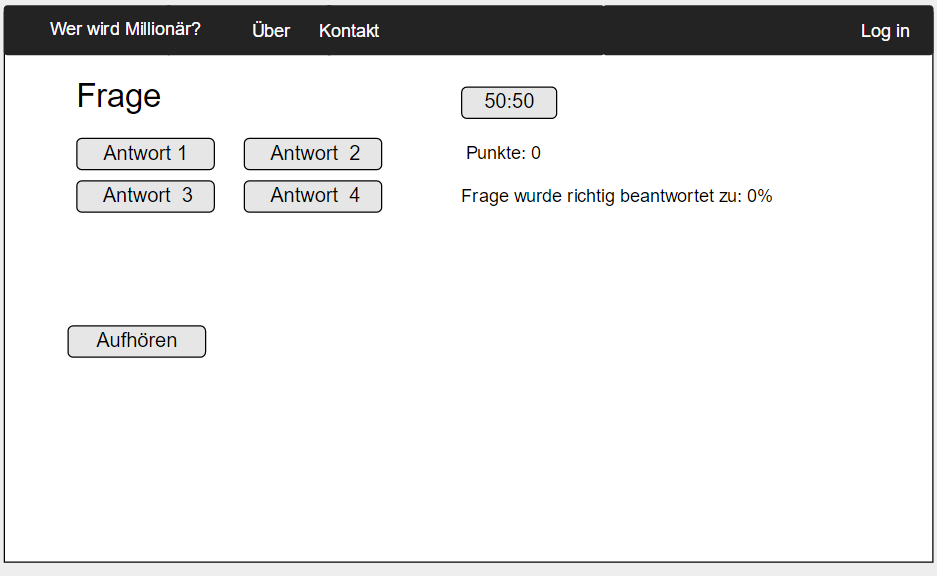 Wer wird Millionär? Über Kontakt Log in
Frage
50:50
Antwort 1 Antwort 2
Punkte: 0
Antwort 3 Antwort 4
Frage wurde richtig beantwortet zu: 0%
Aufhören